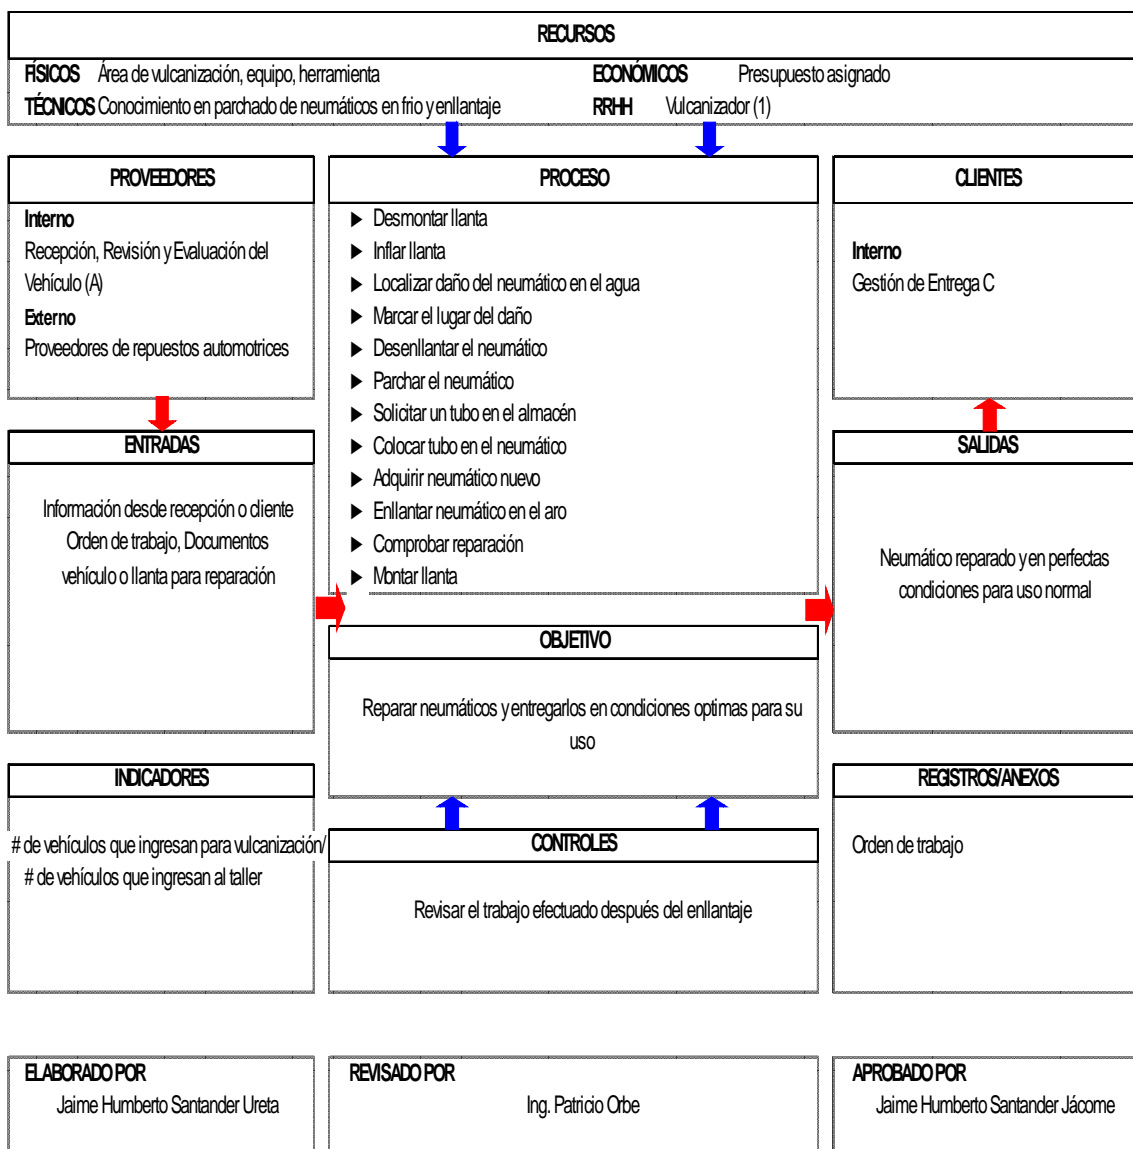 RECURSOS
FÍSICOS Área de vulcanización, equipo, herramienta ECONÓMICOS Presupuesto asignado
TÉCNICOS Conocimiento en parchado de neumáticos en frio y enllantaje RRHH Vulcanizador (1)
PROVEEDORES
Interno
Recepción, Revisión y Evaluación del
Vehículo (A)
Externo
Proveedores de repuestos automotrices
PROCESO
Desmontar llanta
Inflar llanta
Localizar daño del neumático en el agua
Marcar el lugar del daño
Desenllantar el neumático
Parchar el neumático
Solicitar un tubo en el almacén
Colocar tubo en el neumático
Adquirir neumático nuevo
Enllantar neumático en el aro
Comprobar reparación
Montar llanta
CLIENTES
Interno
Gestión de Entrega C
ENTRADAS
Información desde recepción o cliente
Orden de trabajo, Documentos
vehículo o llanta para reparación
SALIDAS
Neumático reparado y en perfectas
condiciones para uso normal
OBJETIVO
Reparar neumáticos y entregarlos en condiciones optimas para su
uso
INDICADORES
# de vehículos que ingresan para vulcanización/
# de vehículos que ingresan al taller
CONTROLES
Revisar el trabajo efectuado después del enllantaje
REGISTROS/ANEXOS
Orden de trabajo
ELABORADO POR
Jaime Humberto Santander Ureta
REVISADO POR
Ing. Patricio Orbe
APROBADO POR
Jaime Humberto Santander Jácome